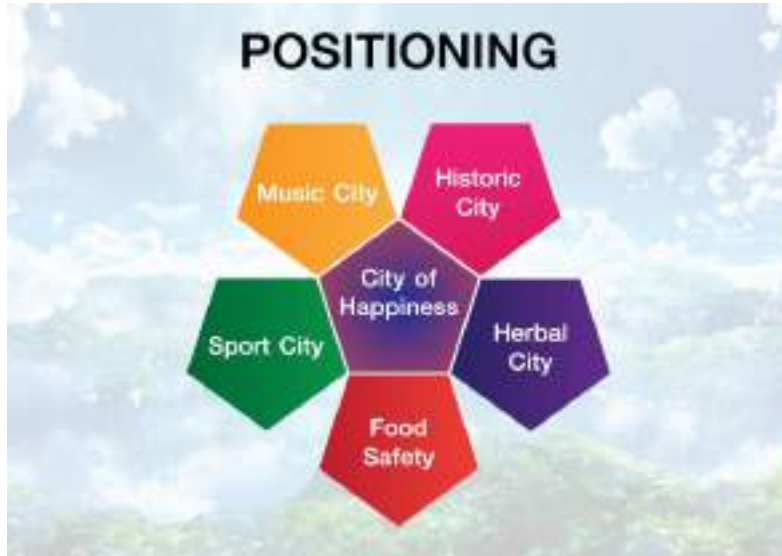 POSITIONING
Music City
Historic
City
City of
Happiness
Sport City
Herbal
City
Food
Safety